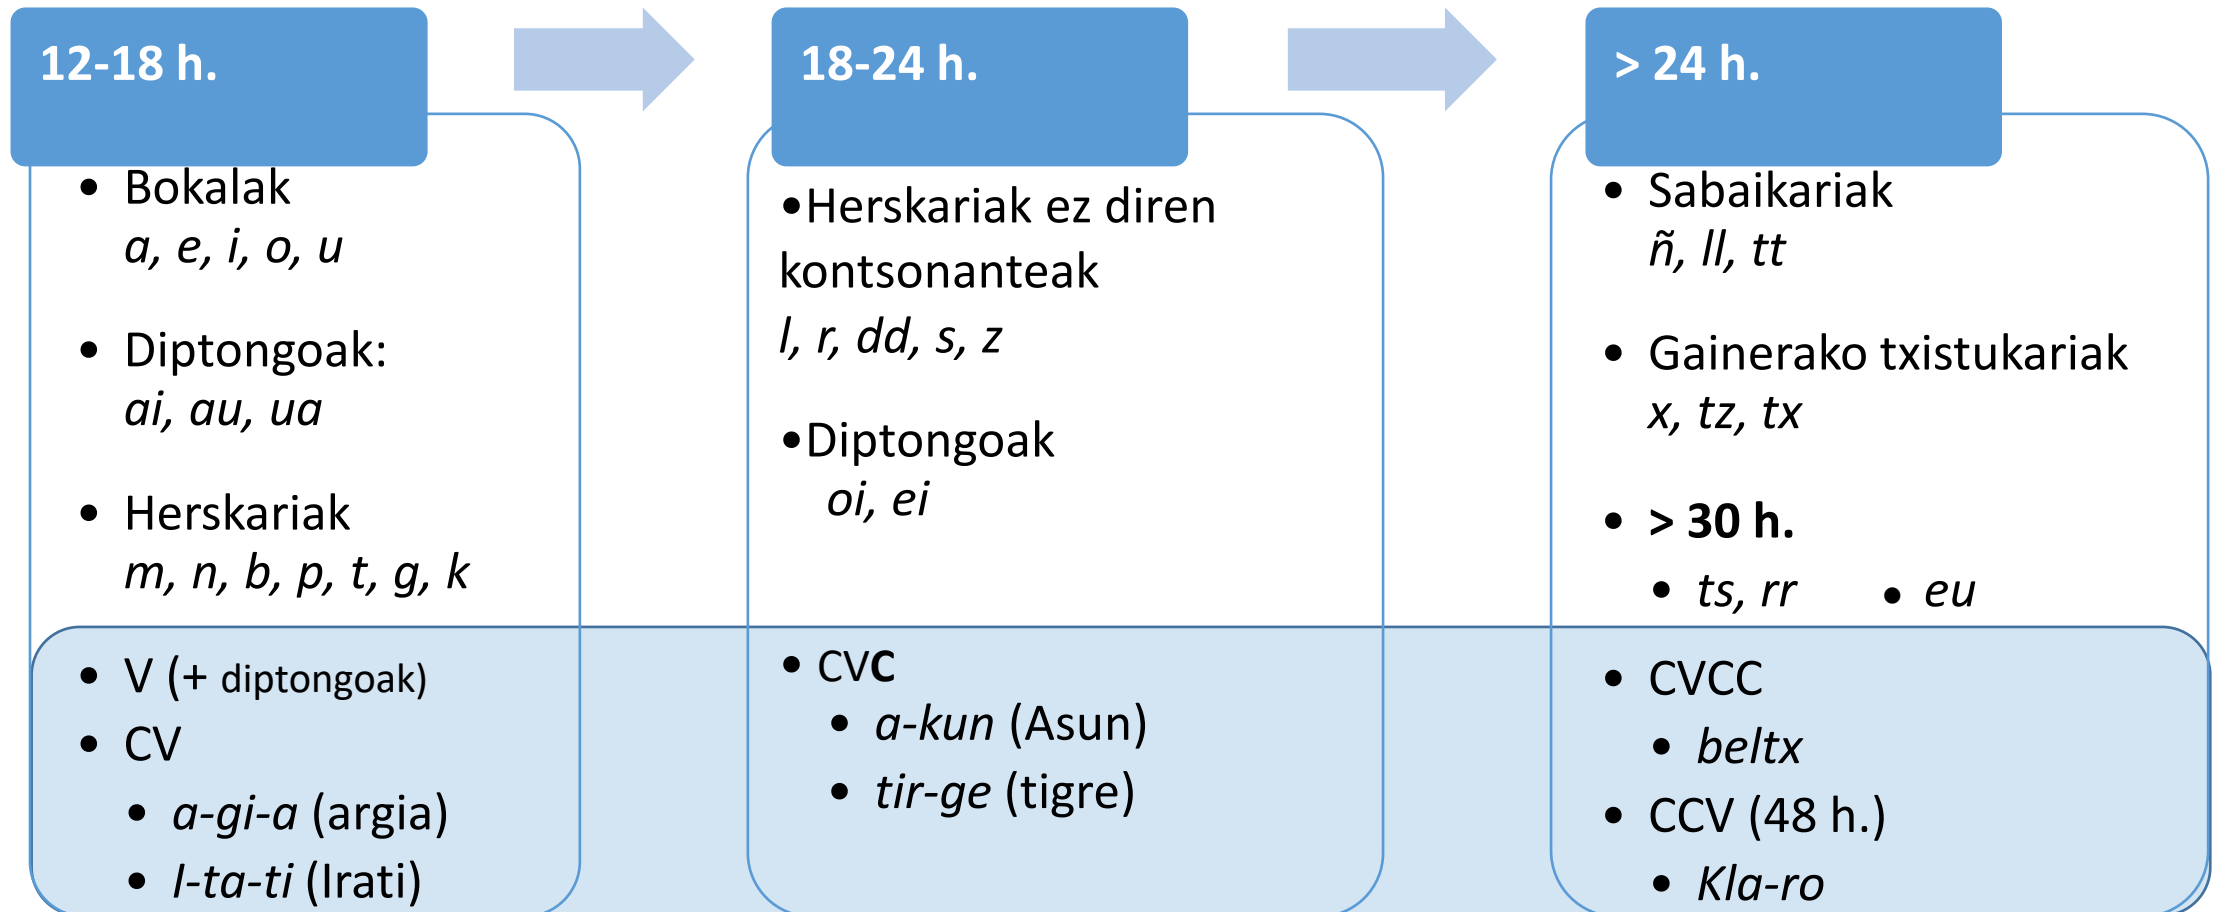 12-18 h.
• Bokalak
a, e, i, o, u
• Diptongoak:
ai, au, ua
• Herskariak
m, n, b, p, t, g, k
• V (+ diptongoak)
• CV
• a-gi-a (argia)
• I-ta-ti (Irati)
18-24 h.
•Herskariak ez diren
kontsonanteak
l, r, dd, s, z
•Diptongoak
oi, ei
• CVC
• a-kun (Asun)
• tir-ge (tigre)
> 24 h.
• Sabaikariak
ñ, ll, tt
• Gainerako txistukariak
x, tz, tx
• > 30 h.
• ts, rr • eu
• CVCC
• beltx
• CCV (48 h.)
• Kla-ro